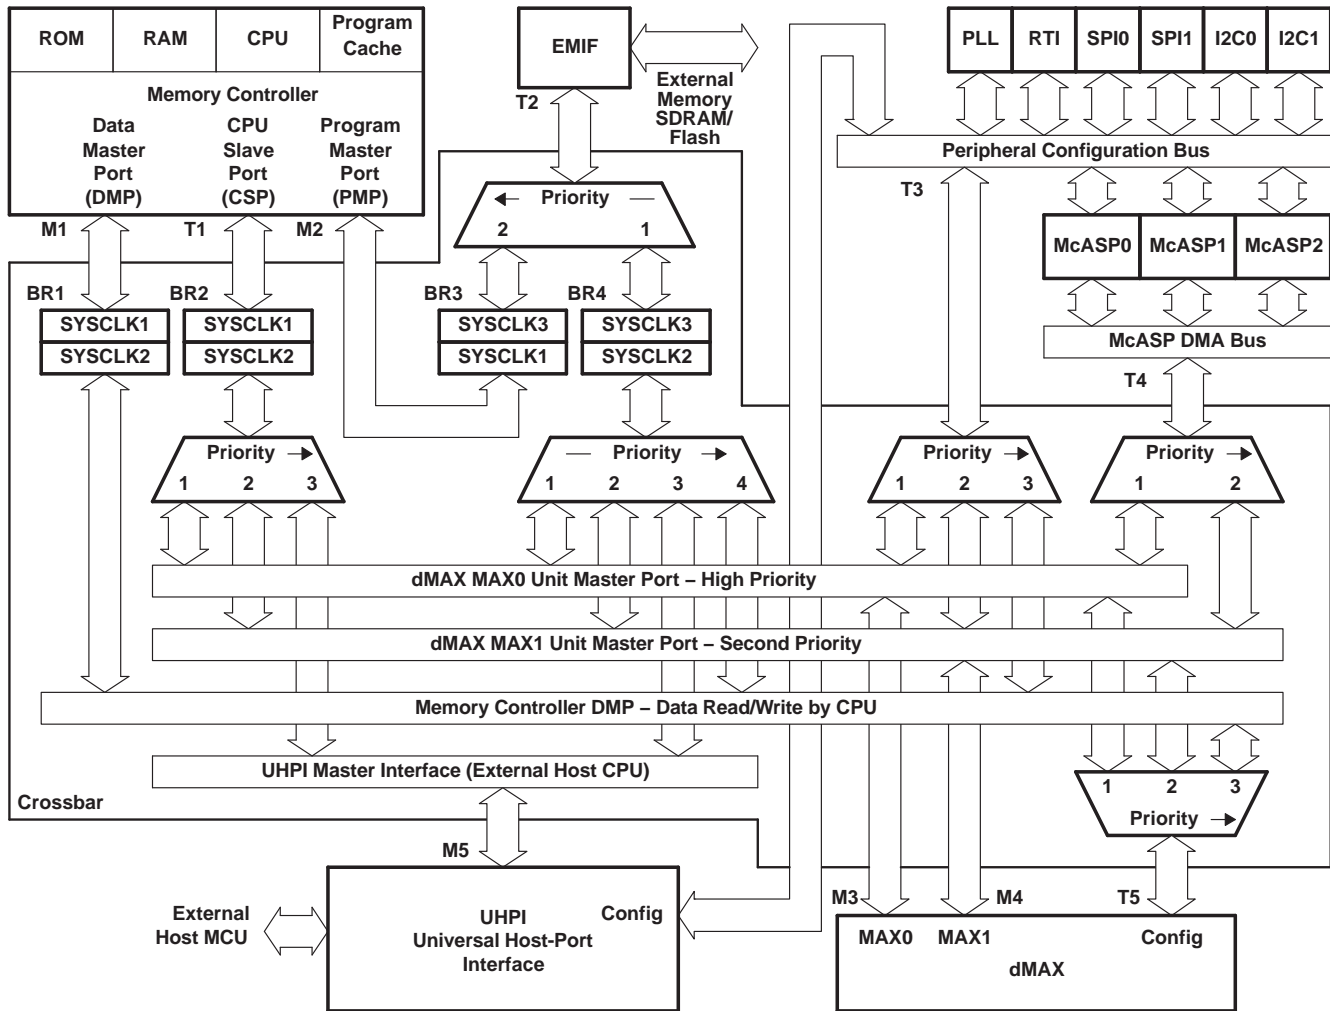 ROM
RAM
CPU
Program
Cache
Memory Controller
Data
Master
Port
(DMP)
CPU
Slave
Port
(CSP)
Program
Master
Port
(PMP)
EMIF
External
Memory
SDRAM/
Flash
PLL
RTI
SPI0
SPI1
I2C0
I2C1
Peripheral Configuration Bus
M1
T1
M2
T2
T3
Priority
2
1
McASP0
McASP1
McASP2
McASP DMA Bus
T4
BR1
SYSCLK1
SYSCLK2
BR2
SYSCLK1
SYSCLK2
BR3
SYSCLK3
SYSCLK1
BR4
SYSCLK3
SYSCLK2
Priority
1
2
3
Priority
1
2
3
4
Priority
1
2
3
Priority
1
2
dMAX MAX0 Unit Master Port – High Priority
dMAX MAX1 Unit Master Port – Second Priority
Memory Controller DMP – Data Read/Write by CPU
UHPI Master Interface (External Host CPU)
1
2
3
Priority
Crossbar
M5
M3
M4
T5
External
Host MCU
UHPI
Universal Host-Port
Interface
Config
MAX0
MAX1
Config
dMAX